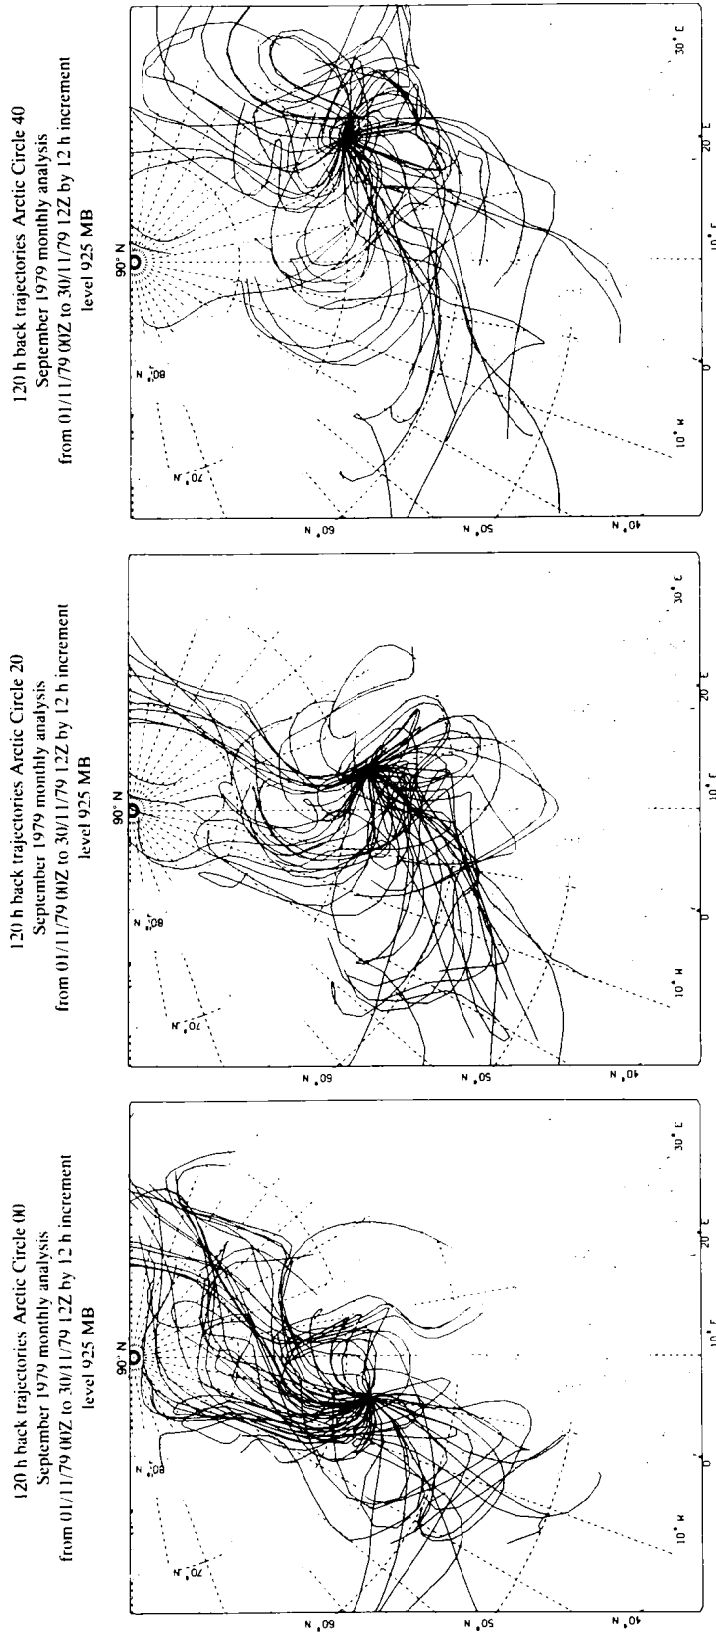 120 h back trajectories Arctic Circle 00
September 1979 monthly analysis
from 01/11/79 00Z to 30/11/79 12Z by 12 h increment
level 925 MB
90° N
80° N
70° N
60° N
50° N
40° N
10° W
0°
10° E
20° E
30° E
120 h back trajectories Arctic Circle 20
September 1979 monthly analysis
from 01/11/79 00Z to 30/11/79 12Z by 12 h increment
level 925 MB
90° N
80° N
70° N
60° N
50° N
40° N
10° W
0°
10° E
20° E
30° E
120 h back trajectories Arctic Circle 40
September 1979 monthly analysis
from 01/11/79 00Z to 30/11/79 12Z by 12 h increment
level 925 MB
90° N
80° N
70° N
60° N
50° N
40° N
10° W
0°
10° E
20° E
30° E